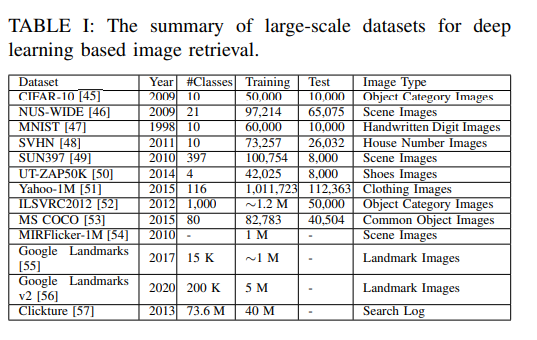 TABLE I: The summary of large-scale datasets for deep
learning based image retrieval.
Dataset Year #Classes Training Test Image Type
CIFAR-10 [45] 2009 10 50,000 10,000 Object Category Images
NUS-WIDE [46] 2009 21 97,214 65,075 Scene Images
MNIST [47] 1998 10 60,000 10,000 Handwritten Digit Images
SVHN [48] 2011 10 73,257 26,032 House Number Images
SUN397 [49] 2010 397 100,754 8,000 Scene Images
UT-ZAP50K [50] 2014 4 42,025 8,000 Shoes Images
Yahoo-1M [51] 2015 116 1,011,723 112,363 Clothing Images
ILSVRC2012 [52] 2012 1,000 ~1.2 M 50,000 Object Category Images
MS COCO [53] 2015 80 82,783 40,504 Common Object Images
MIRFlicker-1M [54] 2010 - 1 M - Scene Images
Google Landmarks
[55] 2017 15 K ~1 M - Landmark Images
Google Landmarks
v2 [56] 2020 200 K 5 M - Landmark Images
Clickture [57] 2013 73.6 M 40 M - Search Log